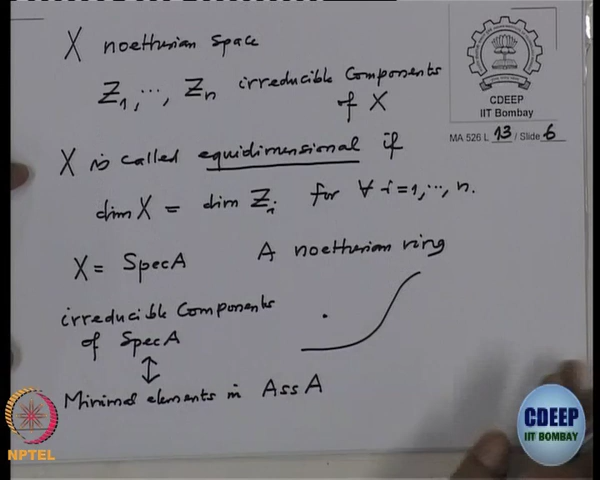 X noetherian space
Z₁, ⋯, Zₙ irreducible components
of X
X is called equidimensional if
dim X = dim Zᵢ for ∀ i=1,⋯,n.
X = Spec A A noetherian ring
irreducible Components
of Spec A
↕
Minimal elements in Ass A
CDEEP
IIT Bombay
MA 526 L 13 / Slide 6
NPTEL
CDEEP
IIT BOMBAY